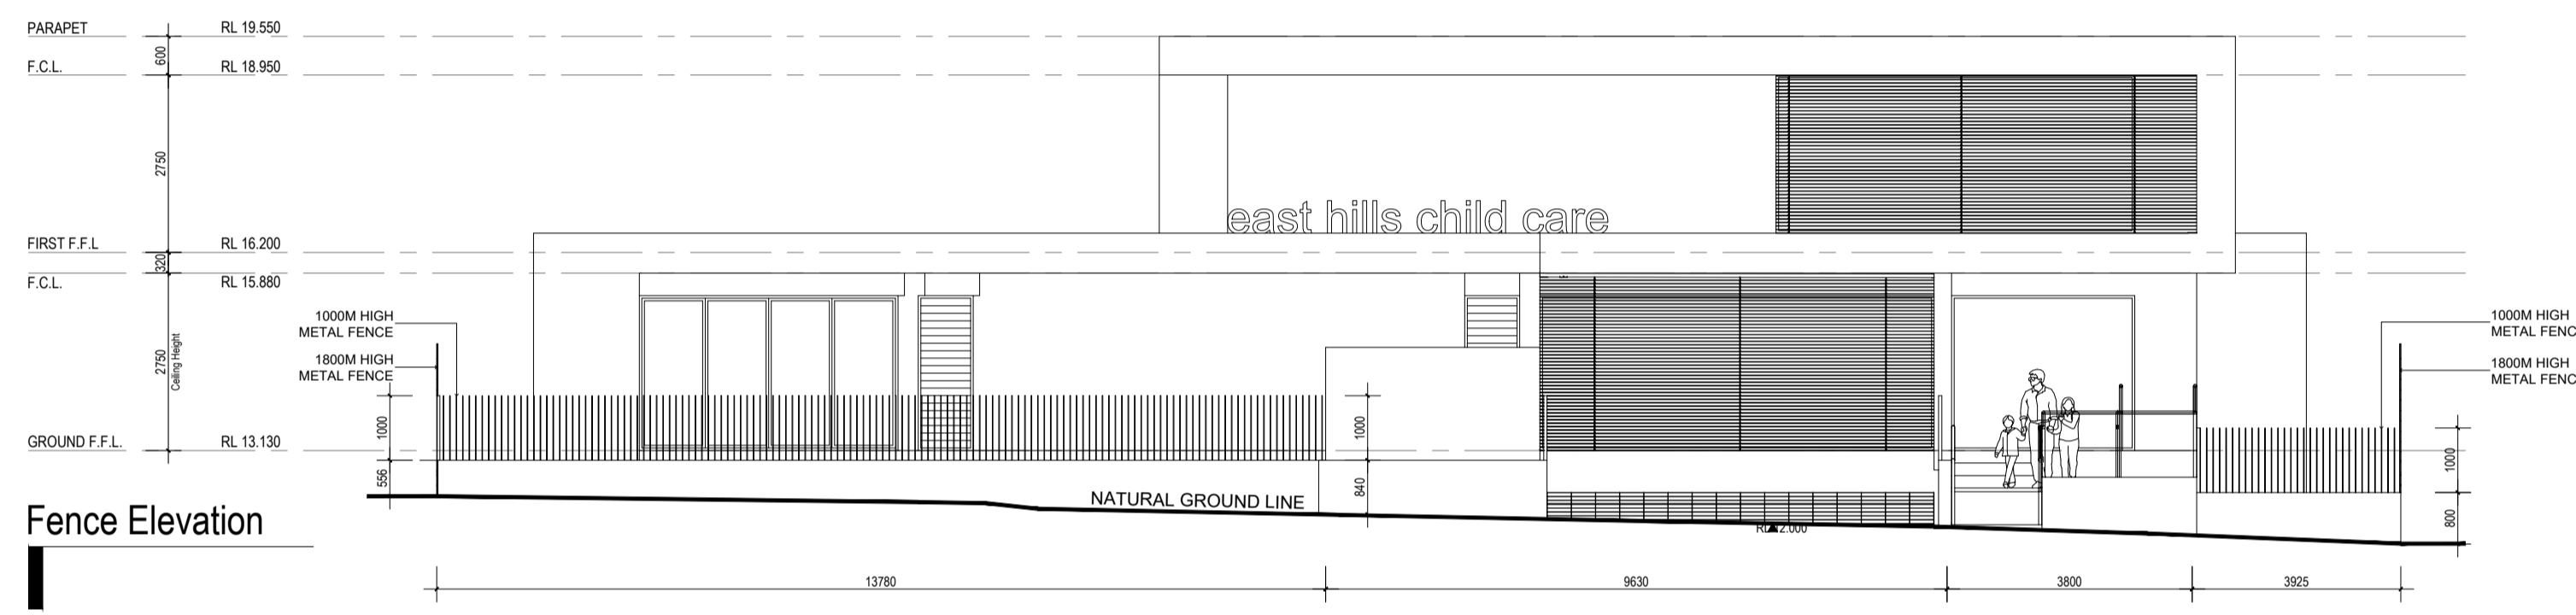 PARAPET RL 19.550
600
F.C.L. RL 18.950
2750
east hills child care
FIRST F.F.L RL 16.200
320
F.C.L. RL 15.880
1000M HIGH
METAL FENCE
1800M HIGH
METAL FENCE
2750
Ceiling Height
1000M HIGH
METAL FENC
1800M HIGH
METAL FENC
1000
1000
1000
GROUND F.F.L. RL 13.130
556
840
800
NATURAL GROUND LINE
Fence Elevation
13780
9630
3800
3925